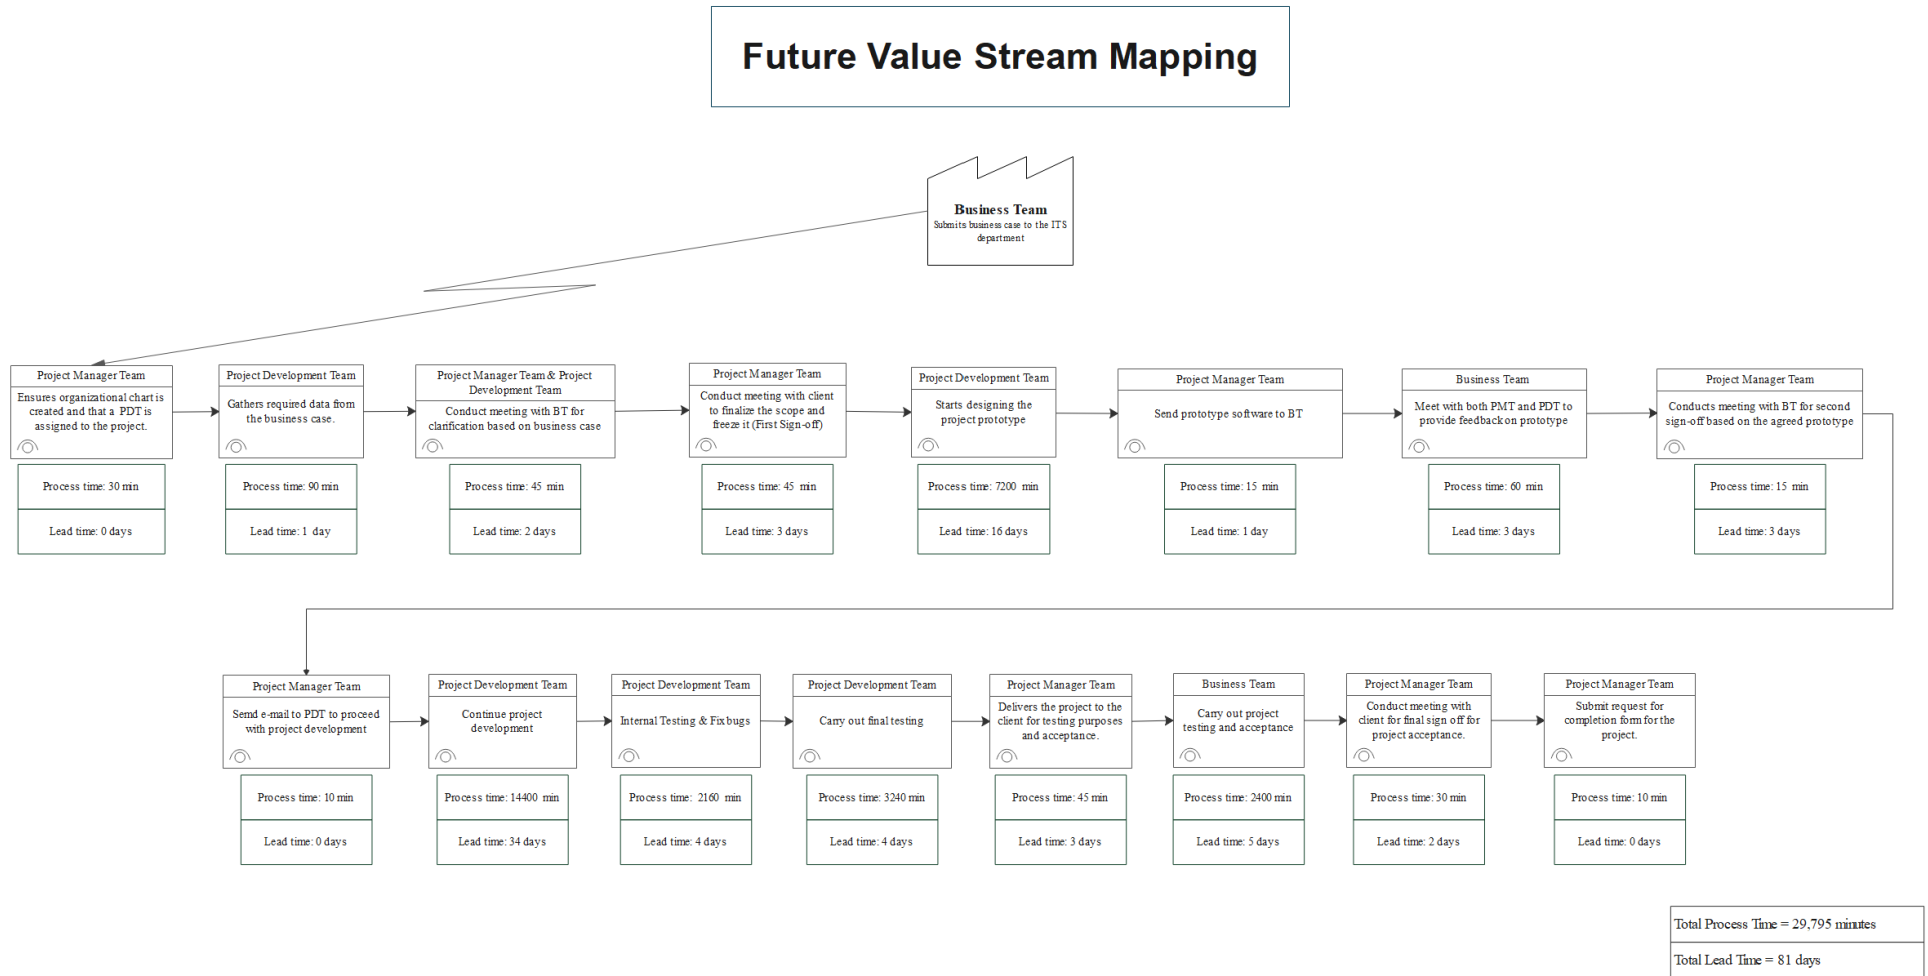 Future Value Stream Mapping
Business Team
Submits business case to the ITS
department
Project Manager Team
Ensures organizational chart is
created and that a PDT is
assigned to the project.
Process time: 30 min
Lead time: 0 days
Project Development Team
Gathers required data from
the business case.
Process time: 90 min
Lead time: 1 day
Project Manager Team & Project
Development Team
Conduct meeting with BT for
clarification based on business case
Process time: 45 min
Lead time: 2 days
Project Manager Team
Conduct meeting with client
to finalize the scope and
freeze it (First Sign-off)
Process time: 45 min
Lead time: 3 days
Project Development Team
Starts designing the
project prototype
Process time: 7200 min
Lead time: 16 days
Project Manager Team
Send prototype software to BT
Process time: 15 min
Lead time: 1 day
Business Team
Meet with both PMT and PDT to
provide feedback on prototype
Process time: 60 min
Lead time: 3 days
Project Manager Team
Conducts meeting with BT for second
sign-off based on the agreed prototype
Process time: 15 min
Lead time: 3 days
Project Manager Team
Semd e-mail to PDT to proceed
with project development
Process time: 10 min
Lead time: 0 days
Project Development Team
Continue project
development
Process time: 14400 min
Lead time: 34 days
Project Development Team
Internal Testing & Fix bugs
Process time: 2160 min
Lead time: 4 days
Project Development Team
Carry out final testing
Process time: 3240 min
Lead time: 4 days
Project Manager Team
Delivers the project to the
client for testing purposes
and acceptance.
Process time: 45 min
Lead time: 3 days
Business Team
Carry out project
testing and acceptance
Process time: 2400 min
Lead time: 5 days
Project Manager Team
Conduct meeting with
client for final sign off for
project acceptance.
Process time: 30 min
Lead time: 2 days
Project Manager Team
Submit request for
completion form for the
project.
Process time: 10 min
Lead time: 0 days
Total Process Time = 29,795 minutes
Total Lead Time = 81 days